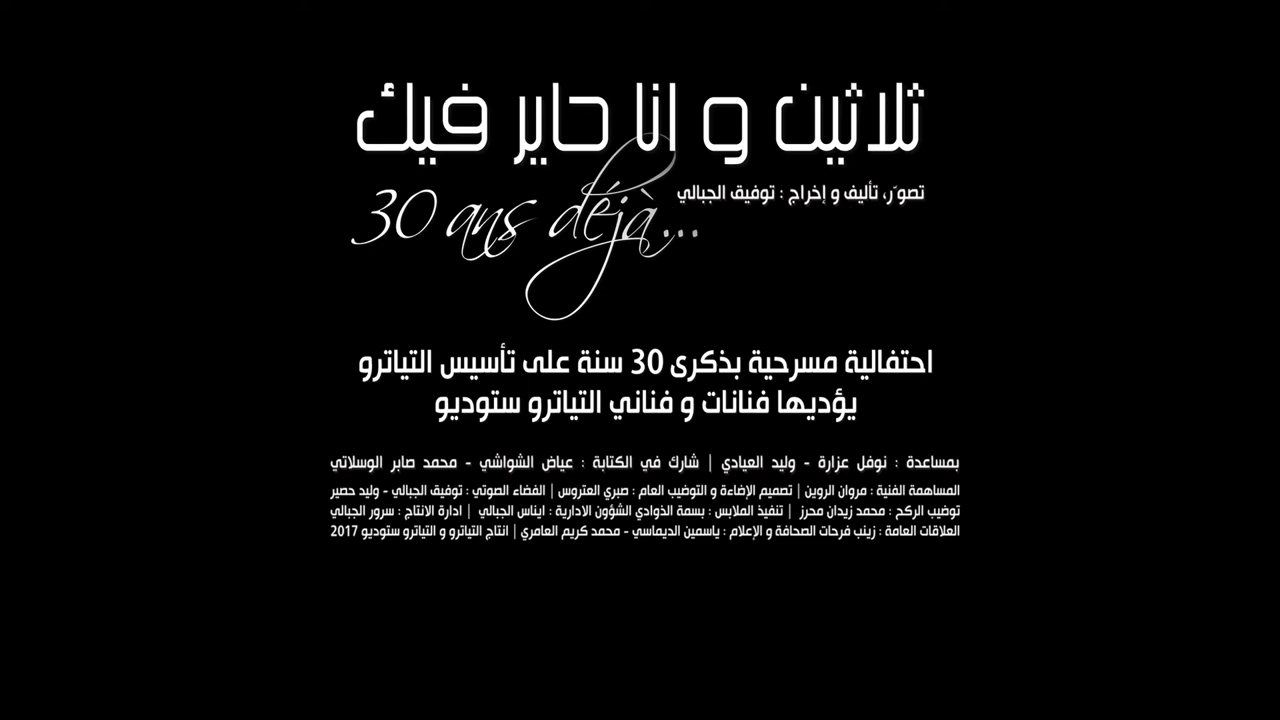 ثلاثين و انا حاير فيك
تصوّر، تأليف و إخراج : توفيق الجبالي
30 ans déjà...
احتفالية مسرحية بذكرى 30 سنة على تأسيس التياترو
يؤديها فنانات و فناني التياترو ستوديو
بمساعدة : نوفل عزارة - وليد العيادي | شارك في الكتابة : عياض الشواشي - محمد صابر الوسلاتي
المساهمة الفنية : مروان الروين | تصميم الإضاءة و التوضيب العام : صبري العتروس | الفضاء الصوتي : توفيق الجبالي - وليد حصير
توضيب الركح : محمد زيدان محرز | تنفيذ الملابس : بسمة الذوادي الشؤون الادارية : ايناس الجبالي | ادارة الانتاج : سرور الجبالي
العلاقات العامة : زينب فرحات الصحافة و الإعلام : ياسمين الديماسي - محمد كريم العامري | انتاج التياترو و التياترو ستوديو 2017